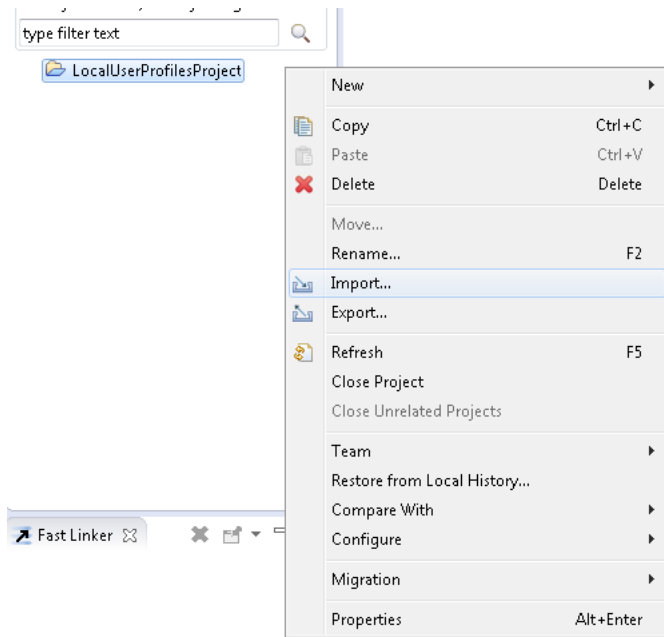 type filter text
LocalUserProfilesProject
New
Copy Ctrl+C
Paste Ctrl+V
Delete Delete
Move...
Rename... F2
Import...
Export...
Refresh F5
Close Project
Close Unrelated Projects
Team
Restore from Local History...
Compare With
Configure
Fast Linker
Migration
Properties Alt+Enter